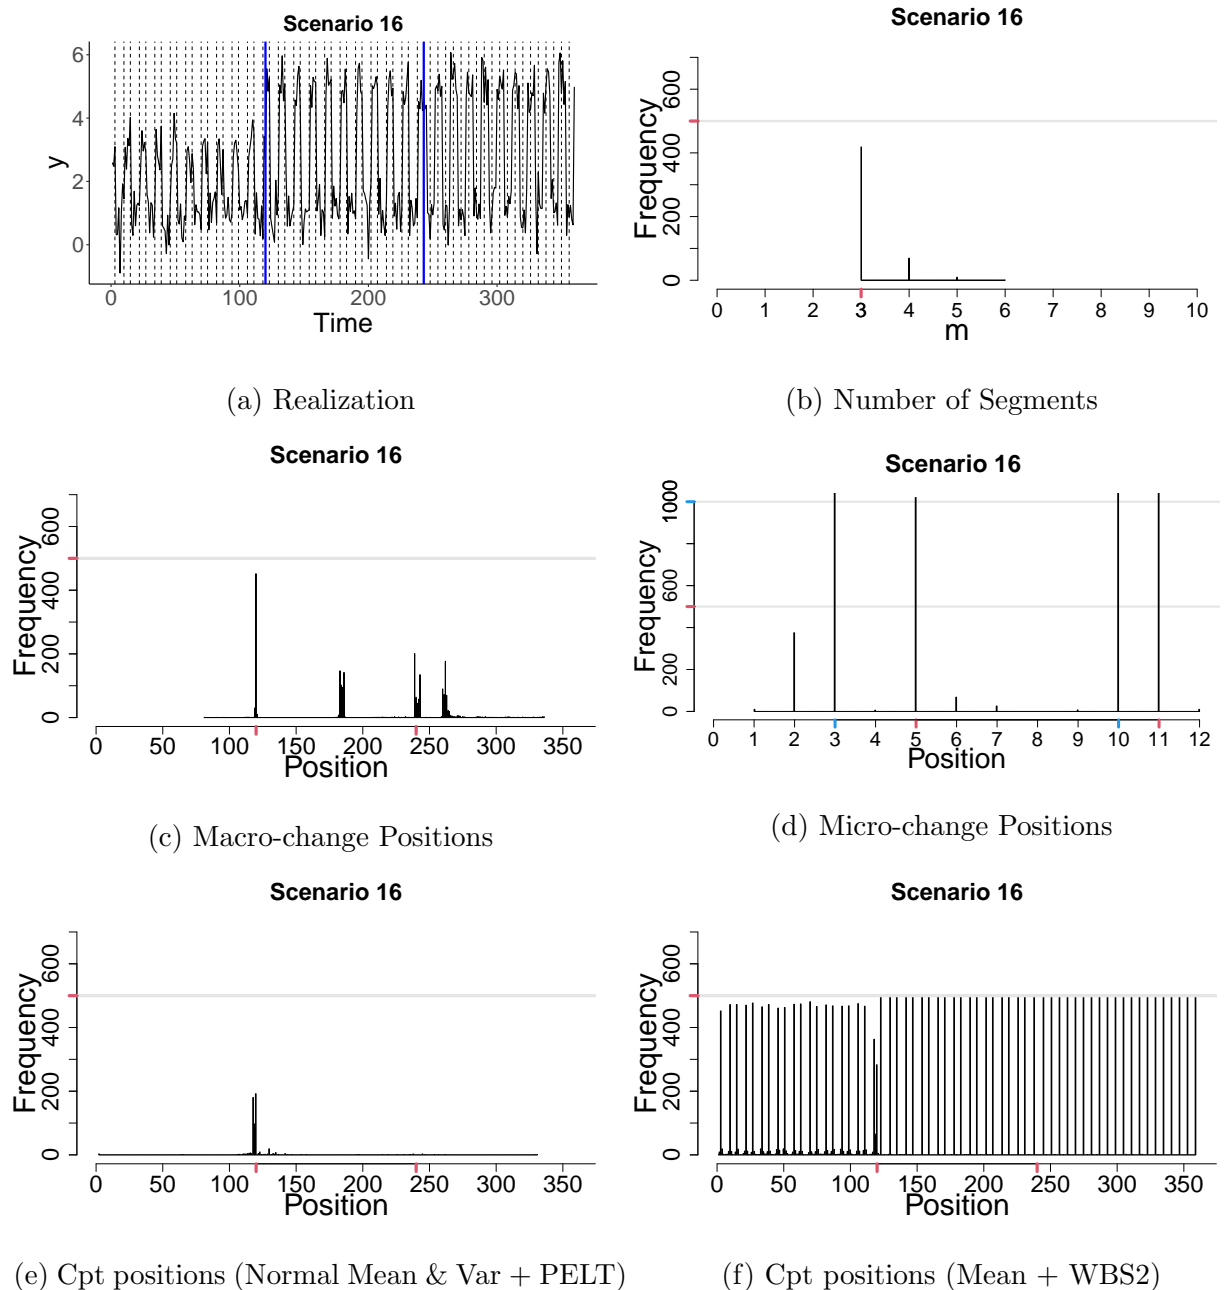 Scenario 16
y
6
4
2
0
0 100 200 300
Time
(a) Realization
Scenario 16
Frequency
600
400
200
0
0 1 2 3 4 5 6 7 8 9 10
m
(b) Number of Segments
Scenario 16
Frequency
600
400
200
0
0 50 100 150 200 250 300 350
Position
(c) Macro-change Positions
Scenario 16
Frequency
1000
600
200
0
0 1 2 3 4 5 6 7 8 9 10 11 12
Position
(d) Micro-change Positions
Scenario 16
Frequency
600
400
200
0
0 50 100 150 200 250 300 350
Position
(e) Cpt positions (Normal Mean & Var + PELT)
Scenario 16
Frequency
600
400
200
0
0 50 100 150 200 250 300 350
Position
(f) Cpt positions (Mean + WBS2)